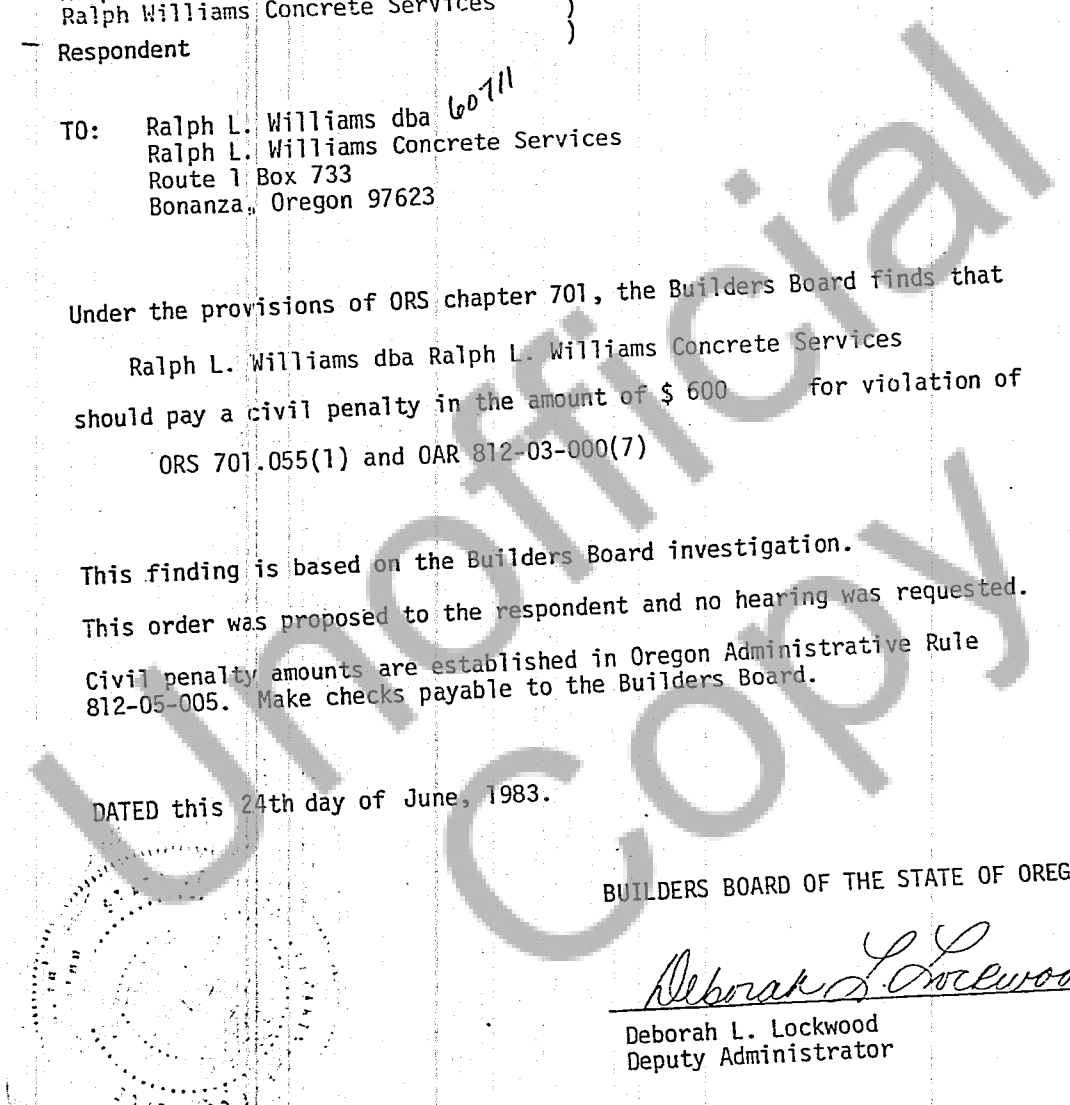 Ralph Williams Concrete Services )
)
Respondent
60711
TO: Ralph L. Williams dba
Ralph L. Williams Concrete Services
Route 1 Box 733
Bonanza, Oregon 97623
Under the provisions of ORS chapter 701, the Builders Board finds that
Ralph L. Williams dba Ralph L. Williams Concrete Services
should pay a civil penalty in the amount of $ 600 for violation of
ORS 701.055(1) and OAR 812-03-000(7)
This finding is based on the Builders Board investigation.
This order was proposed to the respondent and no hearing was requested.
Civil penalty amounts are established in Oregon Administrative Rule
812-05-005. Make checks payable to the Builders Board.
DATED this 24th day of June, 1983.
BUILDERS BOARD OF THE STATE OF OREG
Deborah L. Lockwood
Deborah L. Lockwood
Deputy Administrator
Unofficial
Copy